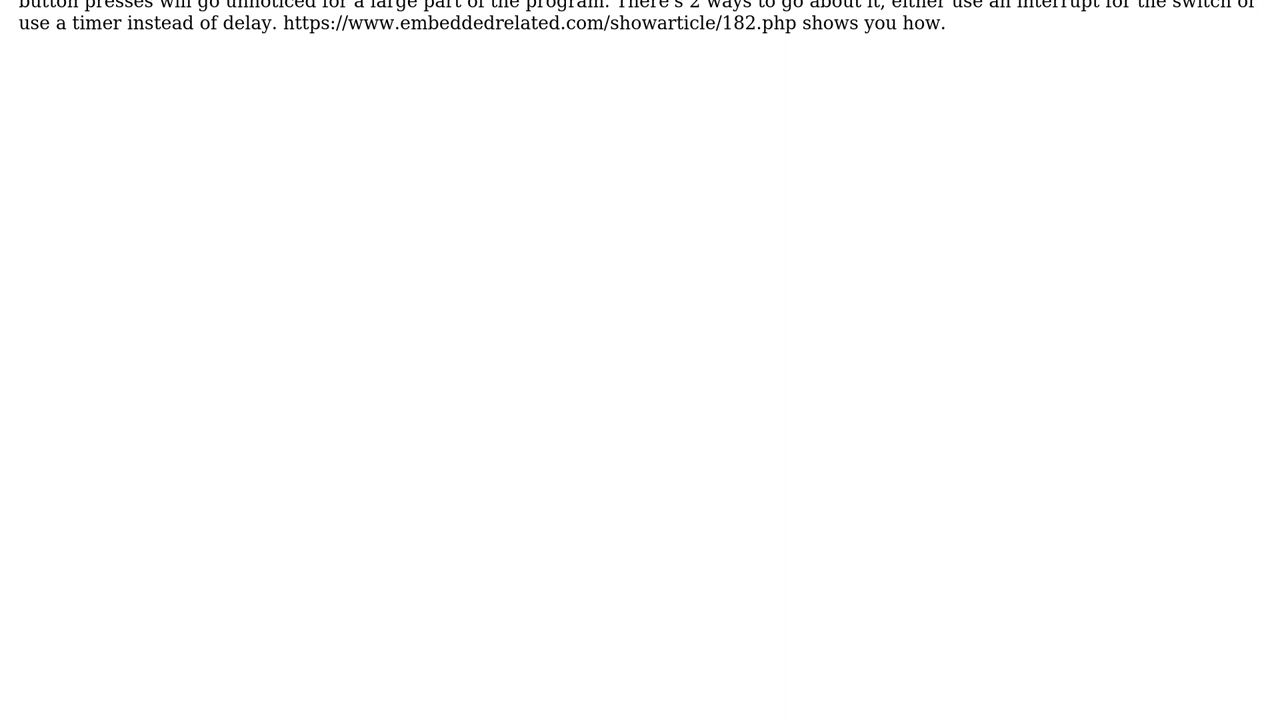 button presses will go unnoticed for a large part of the program. There's 2 ways to go about it, either use an interrupt for the switch or
use a timer instead of delay. https://www.embeddedrelated.com/showarticle/182.php shows you how.